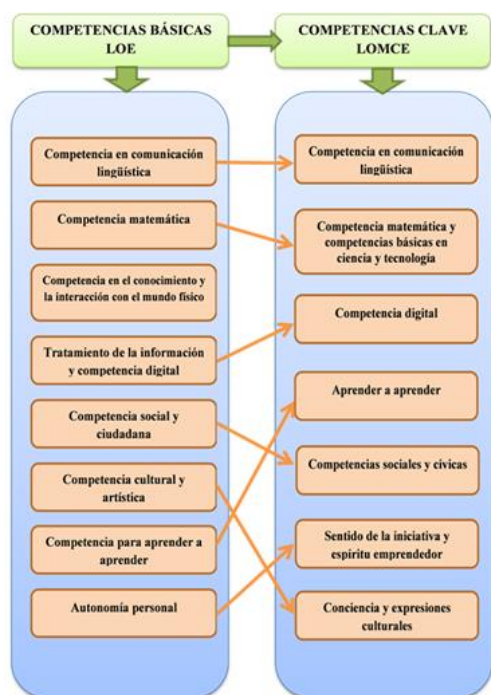 COMPETENCIAS BÁSICAS
LOE
COMPETENCIAS CLAVE
LOMCE
Competencia en comunicación
lingüística
Competencia matemática
Competencia en el conocimiento y
la interacción con el mundo físico
Tratamiento de la información
y competencia digital
Competencia social y
ciudadana
Competencia cultural y
artística
Competencia para aprender a
aprender
Autonomía personal
Competencia en comunicación
lingüística
Competencia matemática y
competencias básicas en
ciencia y tecnología
Competencia digital
Aprender a aprender
Competencias sociales y cívicas
Sentido de la iniciativa y
espíritu emprendedor
Conciencia y expresiones
culturales